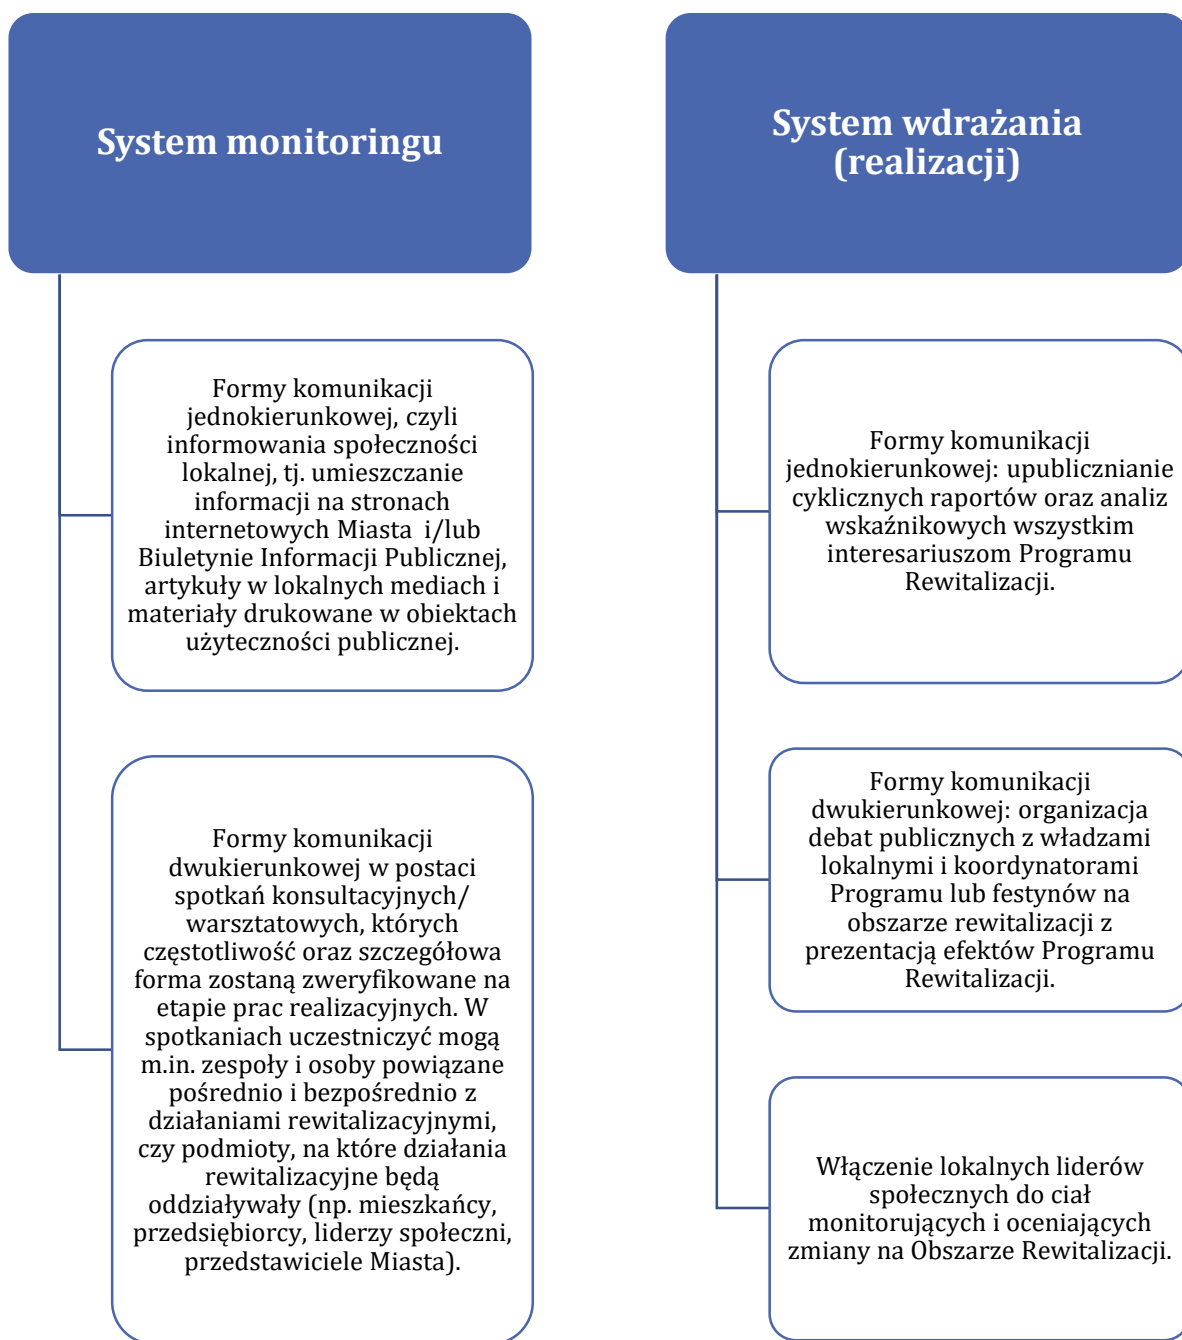 System monitoringu
Formy komunikacji
jednokierunkowej, czyli
informowania społeczności
lokalnej, tj. umieszczanie
informacji na stronach
internetowych Miasta  i/lub
Biuletynie Informacji Publicznej,
artykuły w lokalnych mediach i
materiały drukowane w obiektach
użyteczności publicznej.
Formy komunikacji
dwukierunkowej w postaci
spotkań konsultacyjnych/
warsztatowych, których
częstotliwość oraz szczegółowa
forma zostaną zweryfikowane na
etapie prac realizacyjnych. W
spotkaniach uczestniczyć mogą
m.in. zespoły i osoby powiązane
pośrednio i bezpośrednio z
działaniami rewitalizacyjnymi,
czy podmioty, na które działania
rewitalizacyjne będą
oddziaływały (np. mieszkańcy,
przedsiębiorcy, liderzy społeczni,
przedstawiciele Miasta).
System wdrażania
(realizacji)
Formy komunikacji
jednokierunkowej: upublicznianie
cyklicznych raportów oraz analiz
wskaźnikowych wszystkim
interesariuszom Programu
Rewitalizacji.
Formy komunikacji
dwukierunkowej: organizacja
debat publicznych z władzami
lokalnymi i koordynatorami
Programu lub festynów na
obszarze rewitalizacji z
prezentacją efektów Programu
Rewitalizacji.
Włączenie lokalnych liderów
społecznych do ciał
monitorujących i oceniających
zmiany na Obszarze Rewitalizacji.